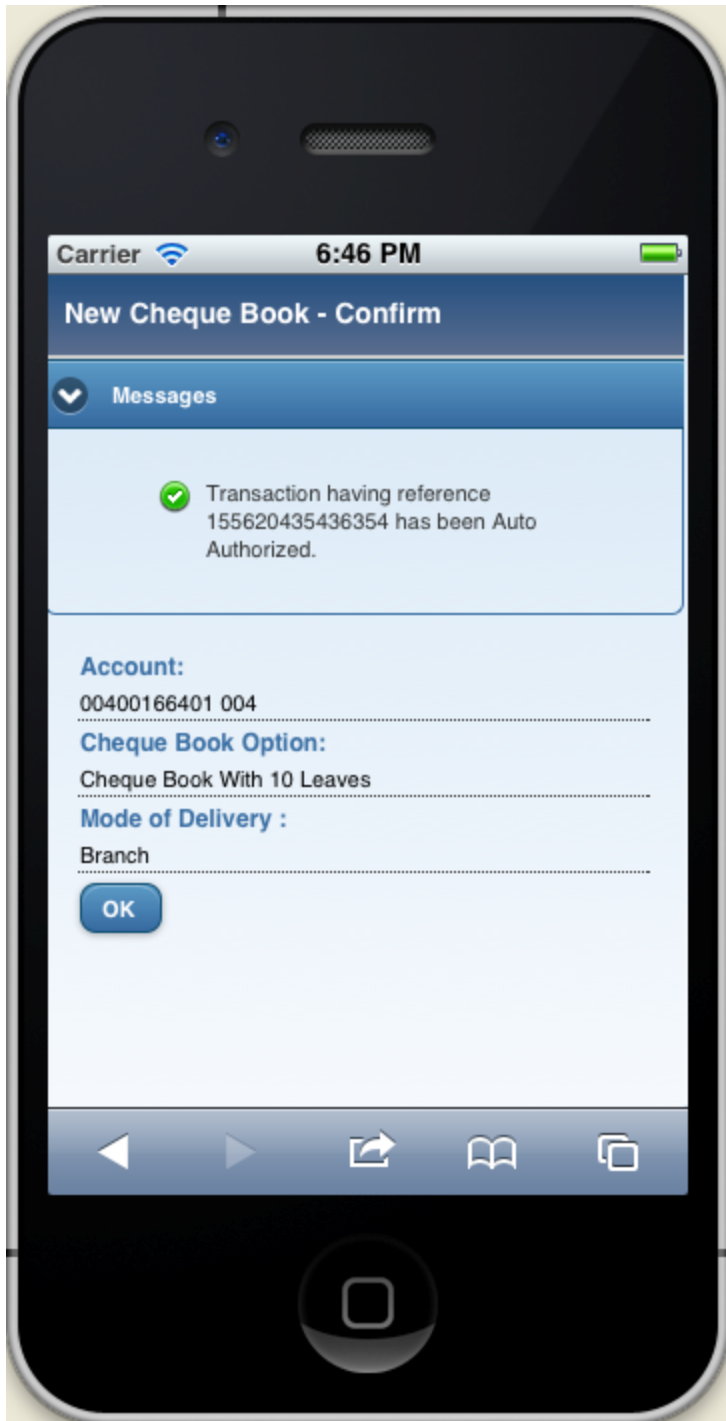 Carrier 6:46 PM
New Cheque Book - Confirm
Messages
Transaction having reference
155620435436354 has been Auto
Authorized.
Account:
00400166401 004
Cheque Book Option:
Cheque Book With 10 Leaves
Mode of Delivery :
Branch
OK